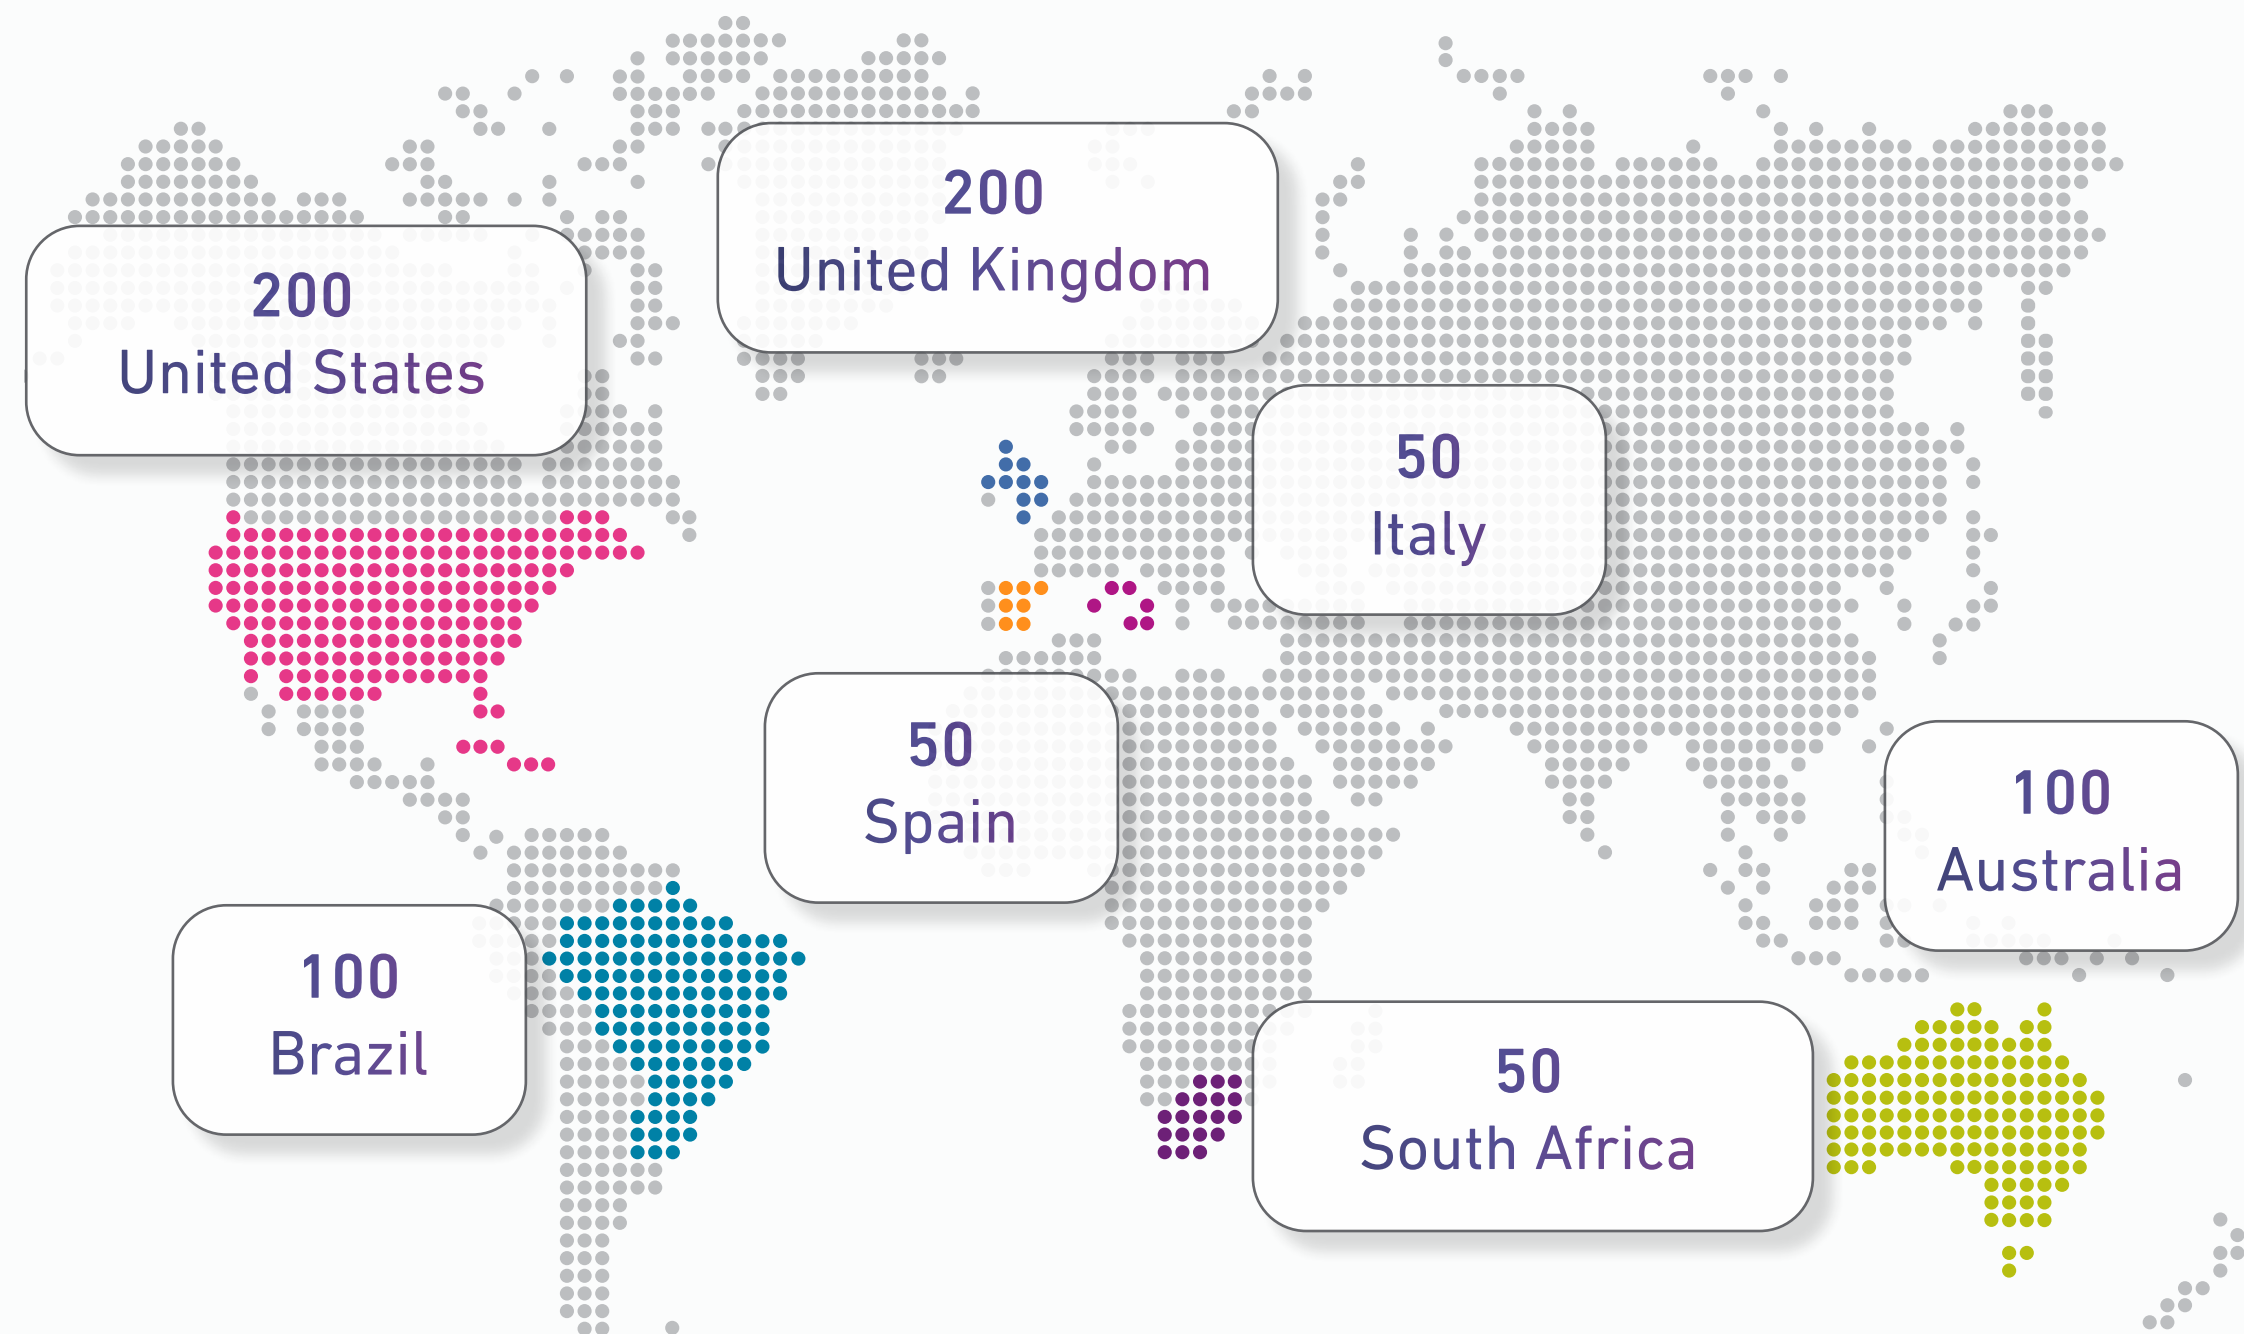 200
United Kingdom
200
United States
50
Italy
50
Spain
100
Australia
100
Brazil
50
South Africa